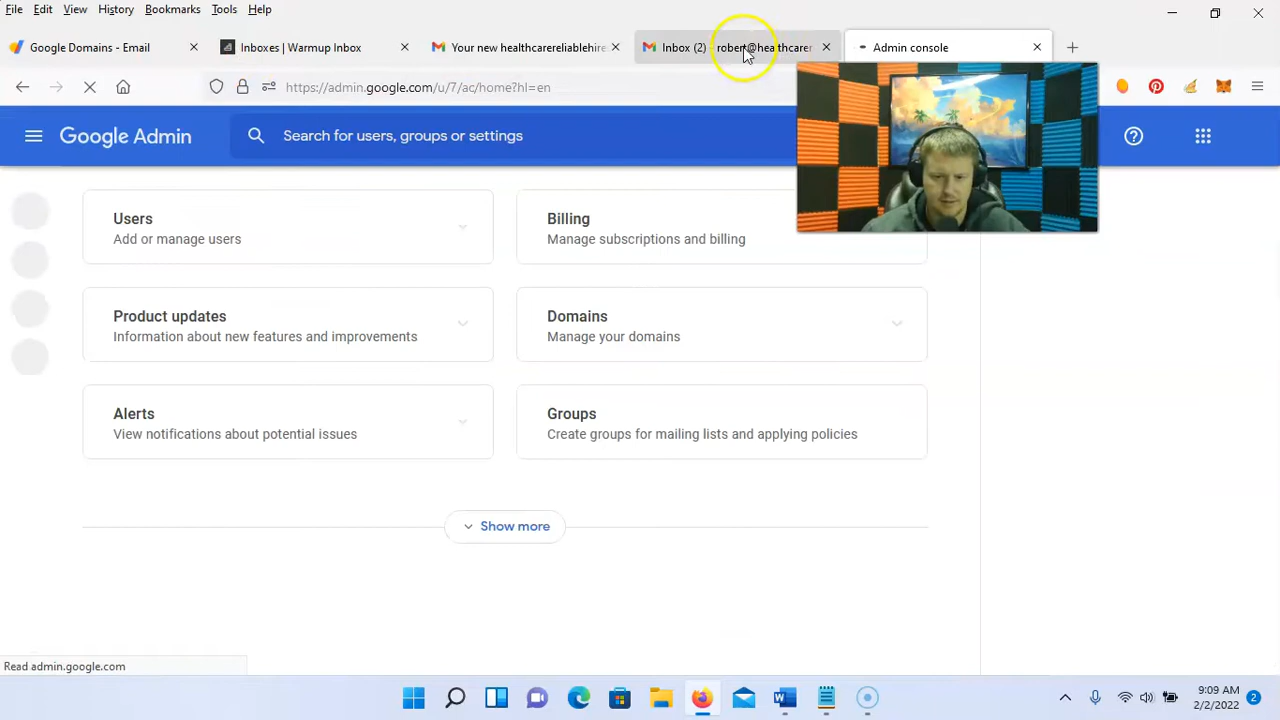 File Edit View History Bookmarks Tools Help
Google Domains - Email
Inboxes | Warmup Inbox
Your new healthcarereliablehire
Inbox (2) - robert@healthcarer
Admin console
https://admin.google.com/u/7/ac/home?hl=en
Google Admin
Search for users, groups or settings
Users
Add or manage users
Billing
Manage subscriptions and billing
Product updates
Information about new features and improvements
Domains
Manage your domains
Alerts
View notifications about potential issues
Groups
Create groups for mailing lists and applying policies
Show more
Read admin.google.com
9:09 AM
2/2/2022
2